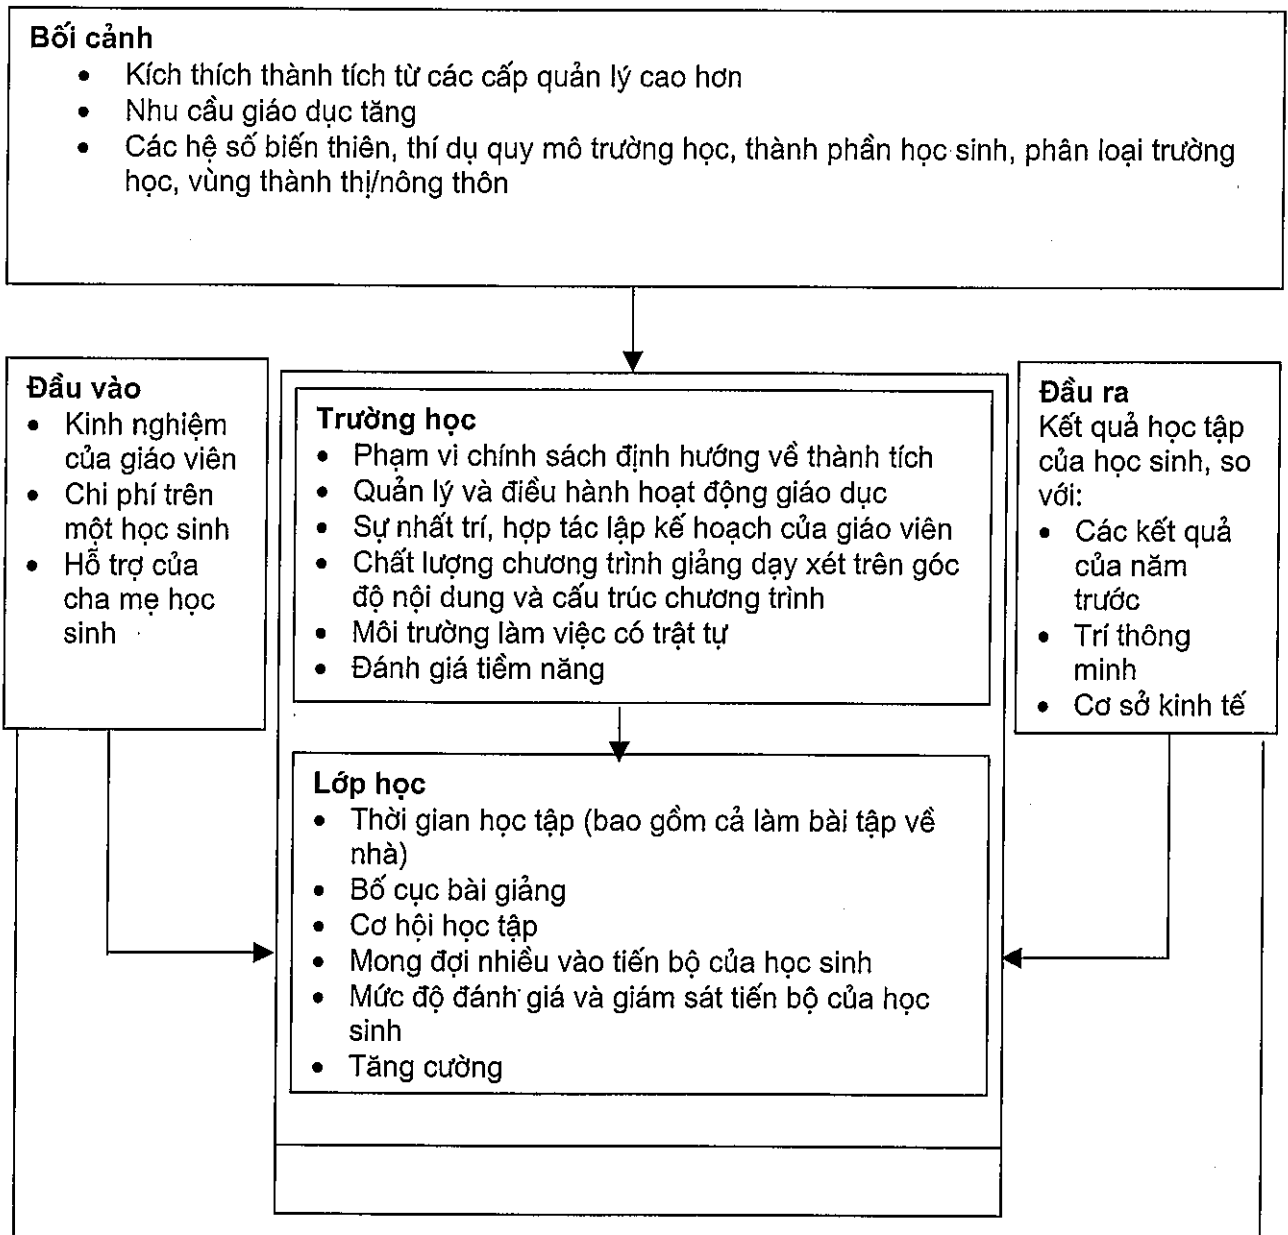 Bối cảnh
• Kích thích thành tích từ các cấp quản lý cao hơn
• Nhu cầu giáo dục tăng
• Các hệ số biến thiên, thí dụ quy mô trường học, thành phần học sinh, phân loại trường
học, vùng thành thị/nông thôn
Đầu vào
• Kinh nghiệm
của giáo viên
• Chi phí trên
một học sinh
• Hỗ trợ của
cha mẹ học
sinh
Trường học
• Phạm vi chính sách định hướng về thành tích
• Quản lý và điều hành hoạt động giáo dục
• Sự nhất trí, hợp tác lập kế hoạch của giáo viên
• Chất lượng chương trình giảng dạy xét trên góc
độ nội dung và cấu trúc chương trình
• Môi trường làm việc có trật tự
• Đánh giá tiềm năng
Lớp học
• Thời gian học tập (bao gồm cả làm bài tập về
nhà)
• Bố cục bài giảng
• Cơ hội học tập
• Mong đợi nhiều vào tiến bộ của học sinh
• Mức độ đánh giá và giám sát tiến bộ của học
sinh
• Tăng cường
Đầu ra
Kết quả học tập
của học sinh, so
với:
• Các kết quả
của năm
trước
• Trí thông
minh
• Cơ sở kinh tế